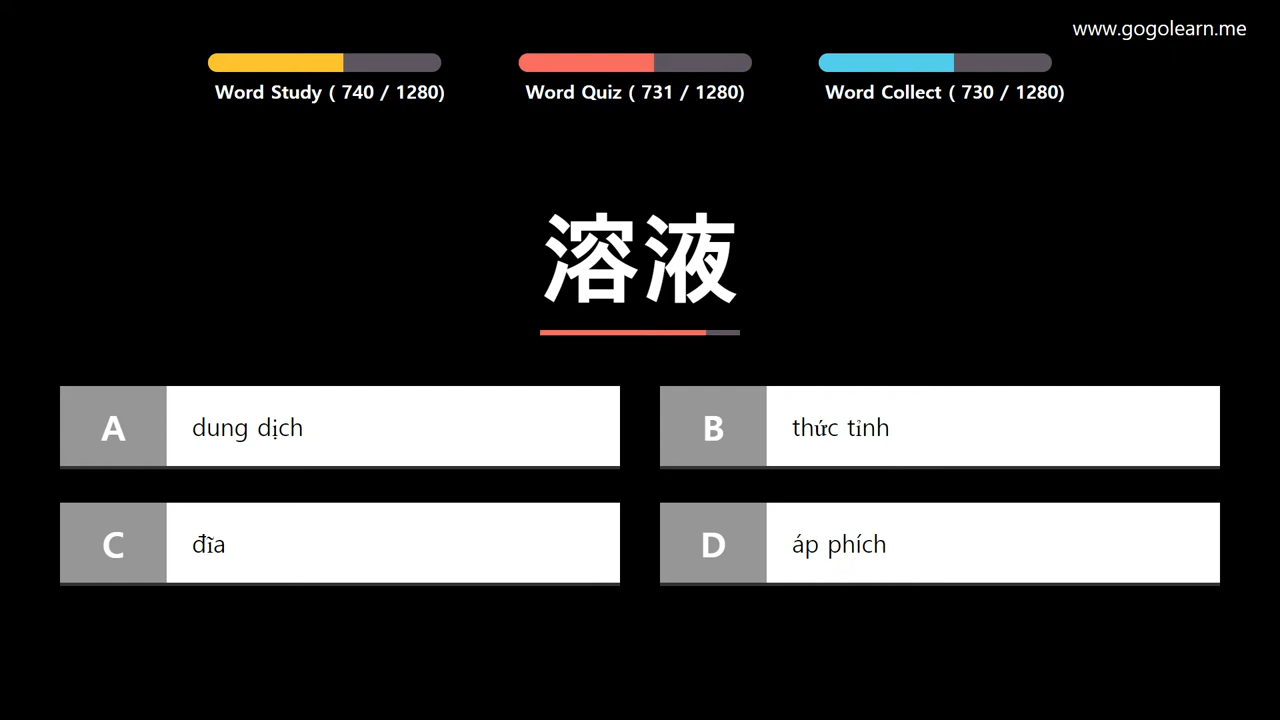 www.gogolearn.me
Word Study ( 740 / 1280)
Word Quiz ( 731 / 1280)
Word Collect ( 730 / 1280)
溶液
A
dung dịch
B
thức tỉnh
C
đĩa
D
áp phích